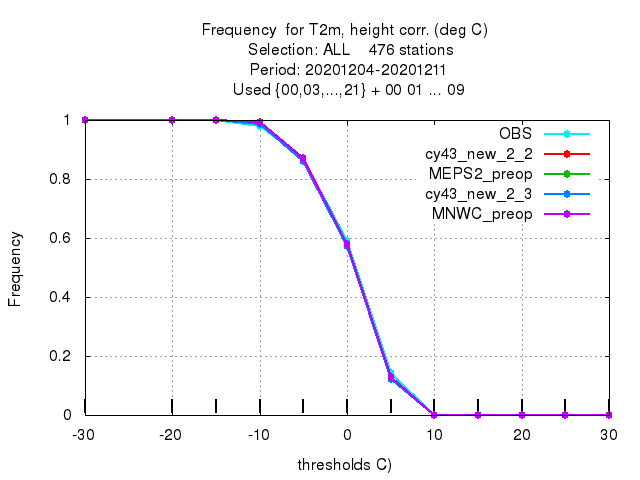 Frequency  for T2m, height corr. (deg C)
Selection: ALL    476 stations
Period: 20201204-20201211
Used {00,03,...,21} + 00 01 ... 09
OBS
cy43_new_2_2
MEPS2_preop
cy43_new_2_3
MNWC_preop
Frequency
1
0.8
0.6
0.4
0.2
0
-30 -20 -10 0 10 20 30
thresholds C)